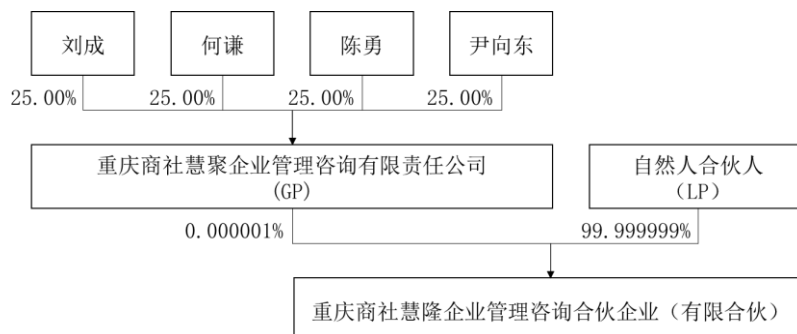 刘成 何谦 陈勇 尹向东
25.00% 25.00% 25.00% 25.00%
重庆商社慧聚企业管理咨询有限责任公司
(GP)
自然人合伙人
（LP）
0.000001% 99.999999%
重庆商社慧隆企业管理咨询合伙企业（有限合伙）